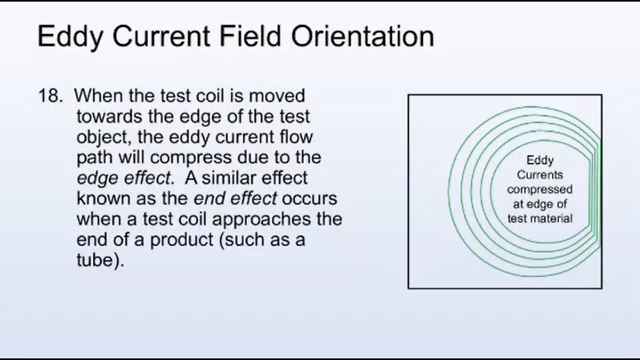 Eddy Current Field Orientation
18. When the test coil is moved
towards the edge of the test
object, the eddy current flow
path will compress due to the
edge effect. A similar effect
known as the end effect occurs
when a test coil approaches the
end of a product (such as a
tube).
Eddy
Currents
compressed
at edge of
test material